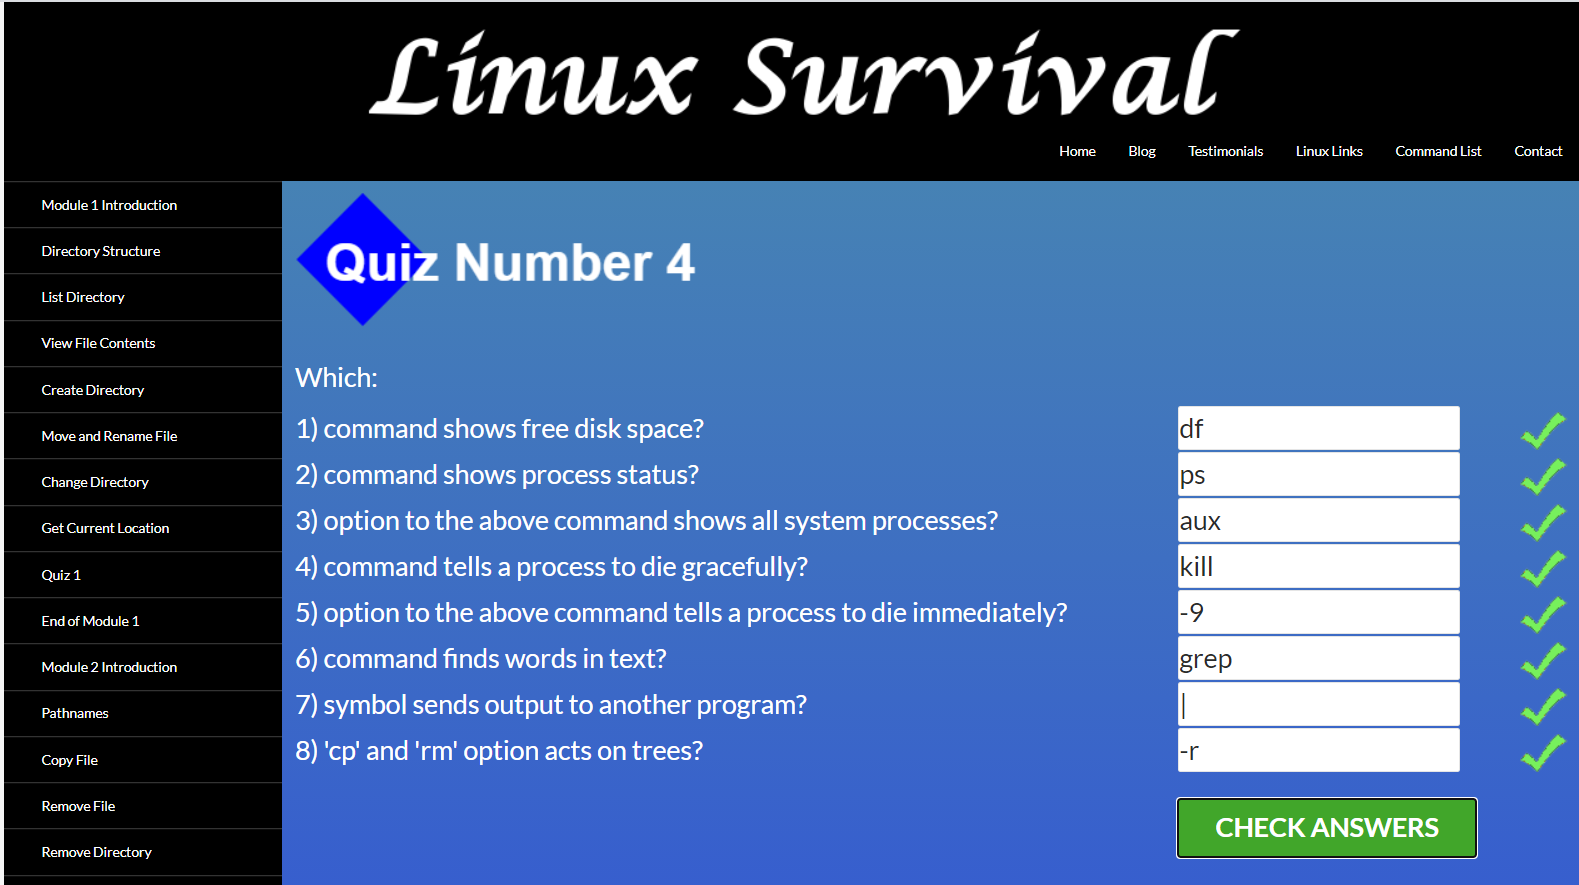 Linux Survival
Home Blog Testimonials Linux Links Command List Contact
Module 1 Introduction
Directory Structure
List Directory
View File Contents
Create Directory
Move and Rename File
Change Directory
Get Current Location
Quiz 1
End of Module 1
Module 2 Introduction
Pathnames
Copy File
Remove File
Remove Directory
Quiz Number 4
Which:
1) command shows free disk space? df
2) command shows process status? ps
3) option to the above command shows all system processes? aux
4) command tells a process to die gracefully? kill
5) option to the above command tells a process to die immediately? -9
6) command finds words in text? grep
7) symbol sends output to another program? |
8) 'cp' and 'rm' option acts on trees? -r
CHECK ANSWERS